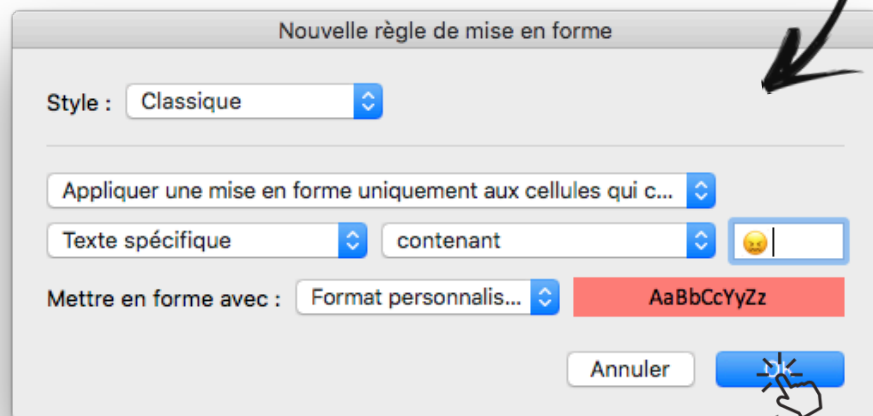 Nouvelle règle de mise en forme
Style : Classique
Appliquer une mise en forme uniquement aux cellules qui c...
Texte spécifique contenant 😖
Mettre en forme avec : Format personnalis... AaBbCcYyZz
Annuler OK